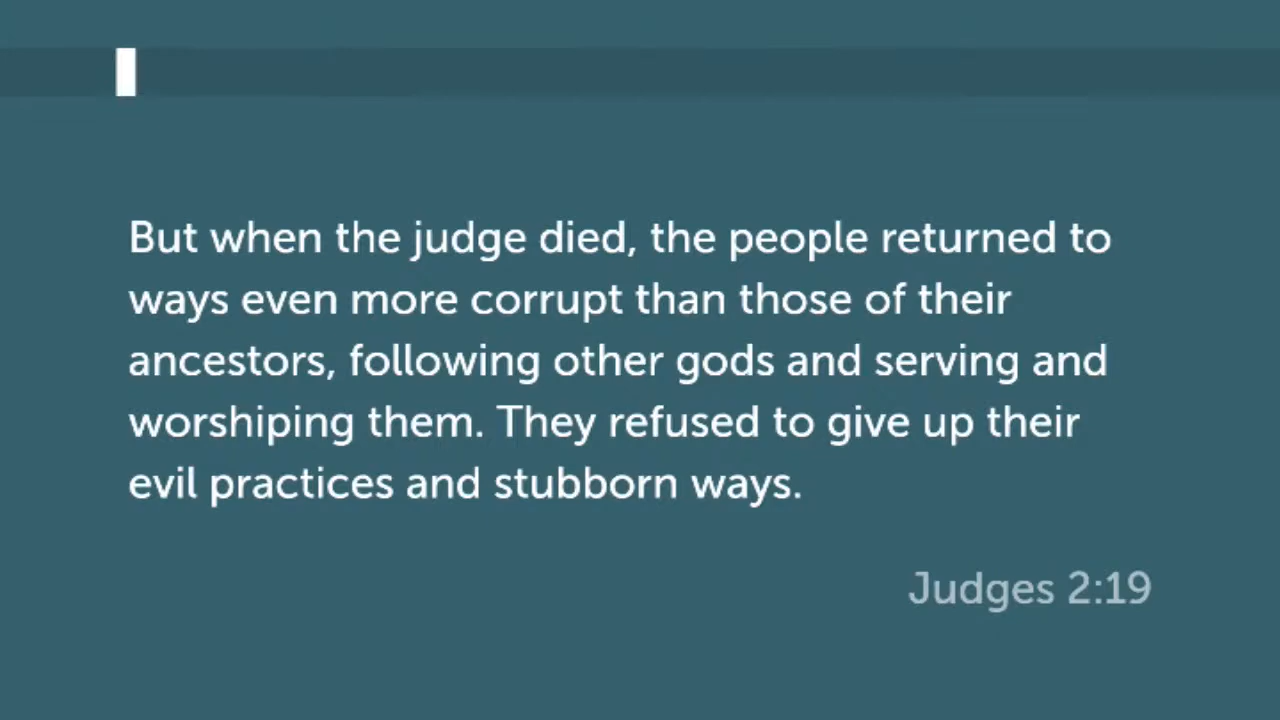 But when the judge died, the people returned to
ways even more corrupt than those of their
ancestors, following other gods and serving and
worshiping them. They refused to give up their
evil practices and stubborn ways.
Judges 2:19